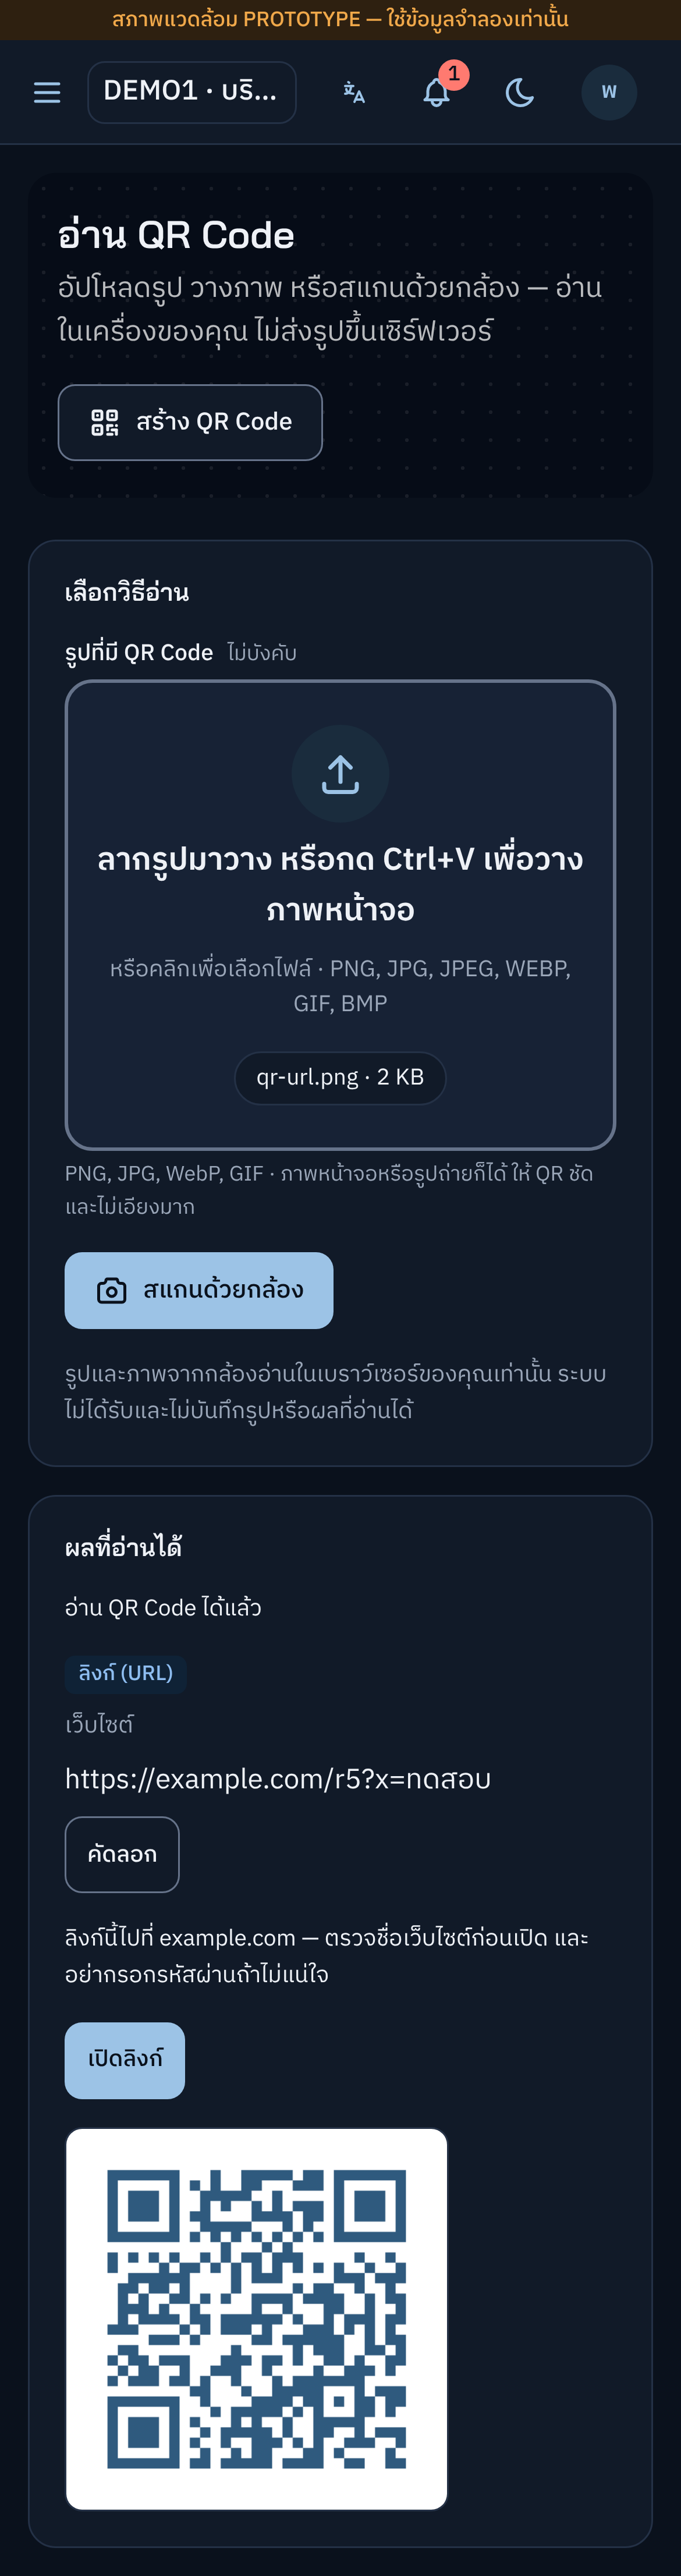 สภาพแวดล้อม PROTOTYPE — ใช้ข้อมูลจำลองเท่านั้น
DEMO1 · บริ...
1
W
อ่าน QR Code
อัปโหลดรูป วางภาพ หรือสแกนด้วยกล้อง — อ่าน
ในเครื่องของคุณ ไม่ส่งรูปขึ้นเซิร์ฟเวอร์
สร้าง QR Code
เลือกวิธีอ่าน
รูปที่มี QR Code ไม่บังคับ
ลากรูปมาวาง หรือกด Ctrl+V เพื่อวาง
ภาพหน้าจอ
หรือคลิกเพื่อเลือกไฟล์ · PNG, JPG, JPEG, WEBP,
GIF, BMP
qr-url.png · 2 KB
PNG, JPG, WebP, GIF · ภาพหน้าจอหรือรูปถ่ายก็ได้ ให้ QR ชัด
และไม่เอียงมาก
สแกนด้วยกล้อง
รูปและภาพจากกล้องอ่านในเบราว์เซอร์ของคุณเท่านั้น ระบบ
ไม่ได้รับและไม่บันทึกรูปหรือผลที่อ่านได้
ผลที่อ่านได้
อ่าน QR Code ได้แล้ว
ลิงก์ (URL)
เว็บไซต์
https://example.com/r5?x=ทดสอบ
คัดลอก
ลิงก์นี้ไปที่ example.com — ตรวจชื่อเว็บไซต์ก่อนเปิด และ
อย่ากรอกรหัสผ่านถ้าไม่แน่ใจ
เปิดลิงก์